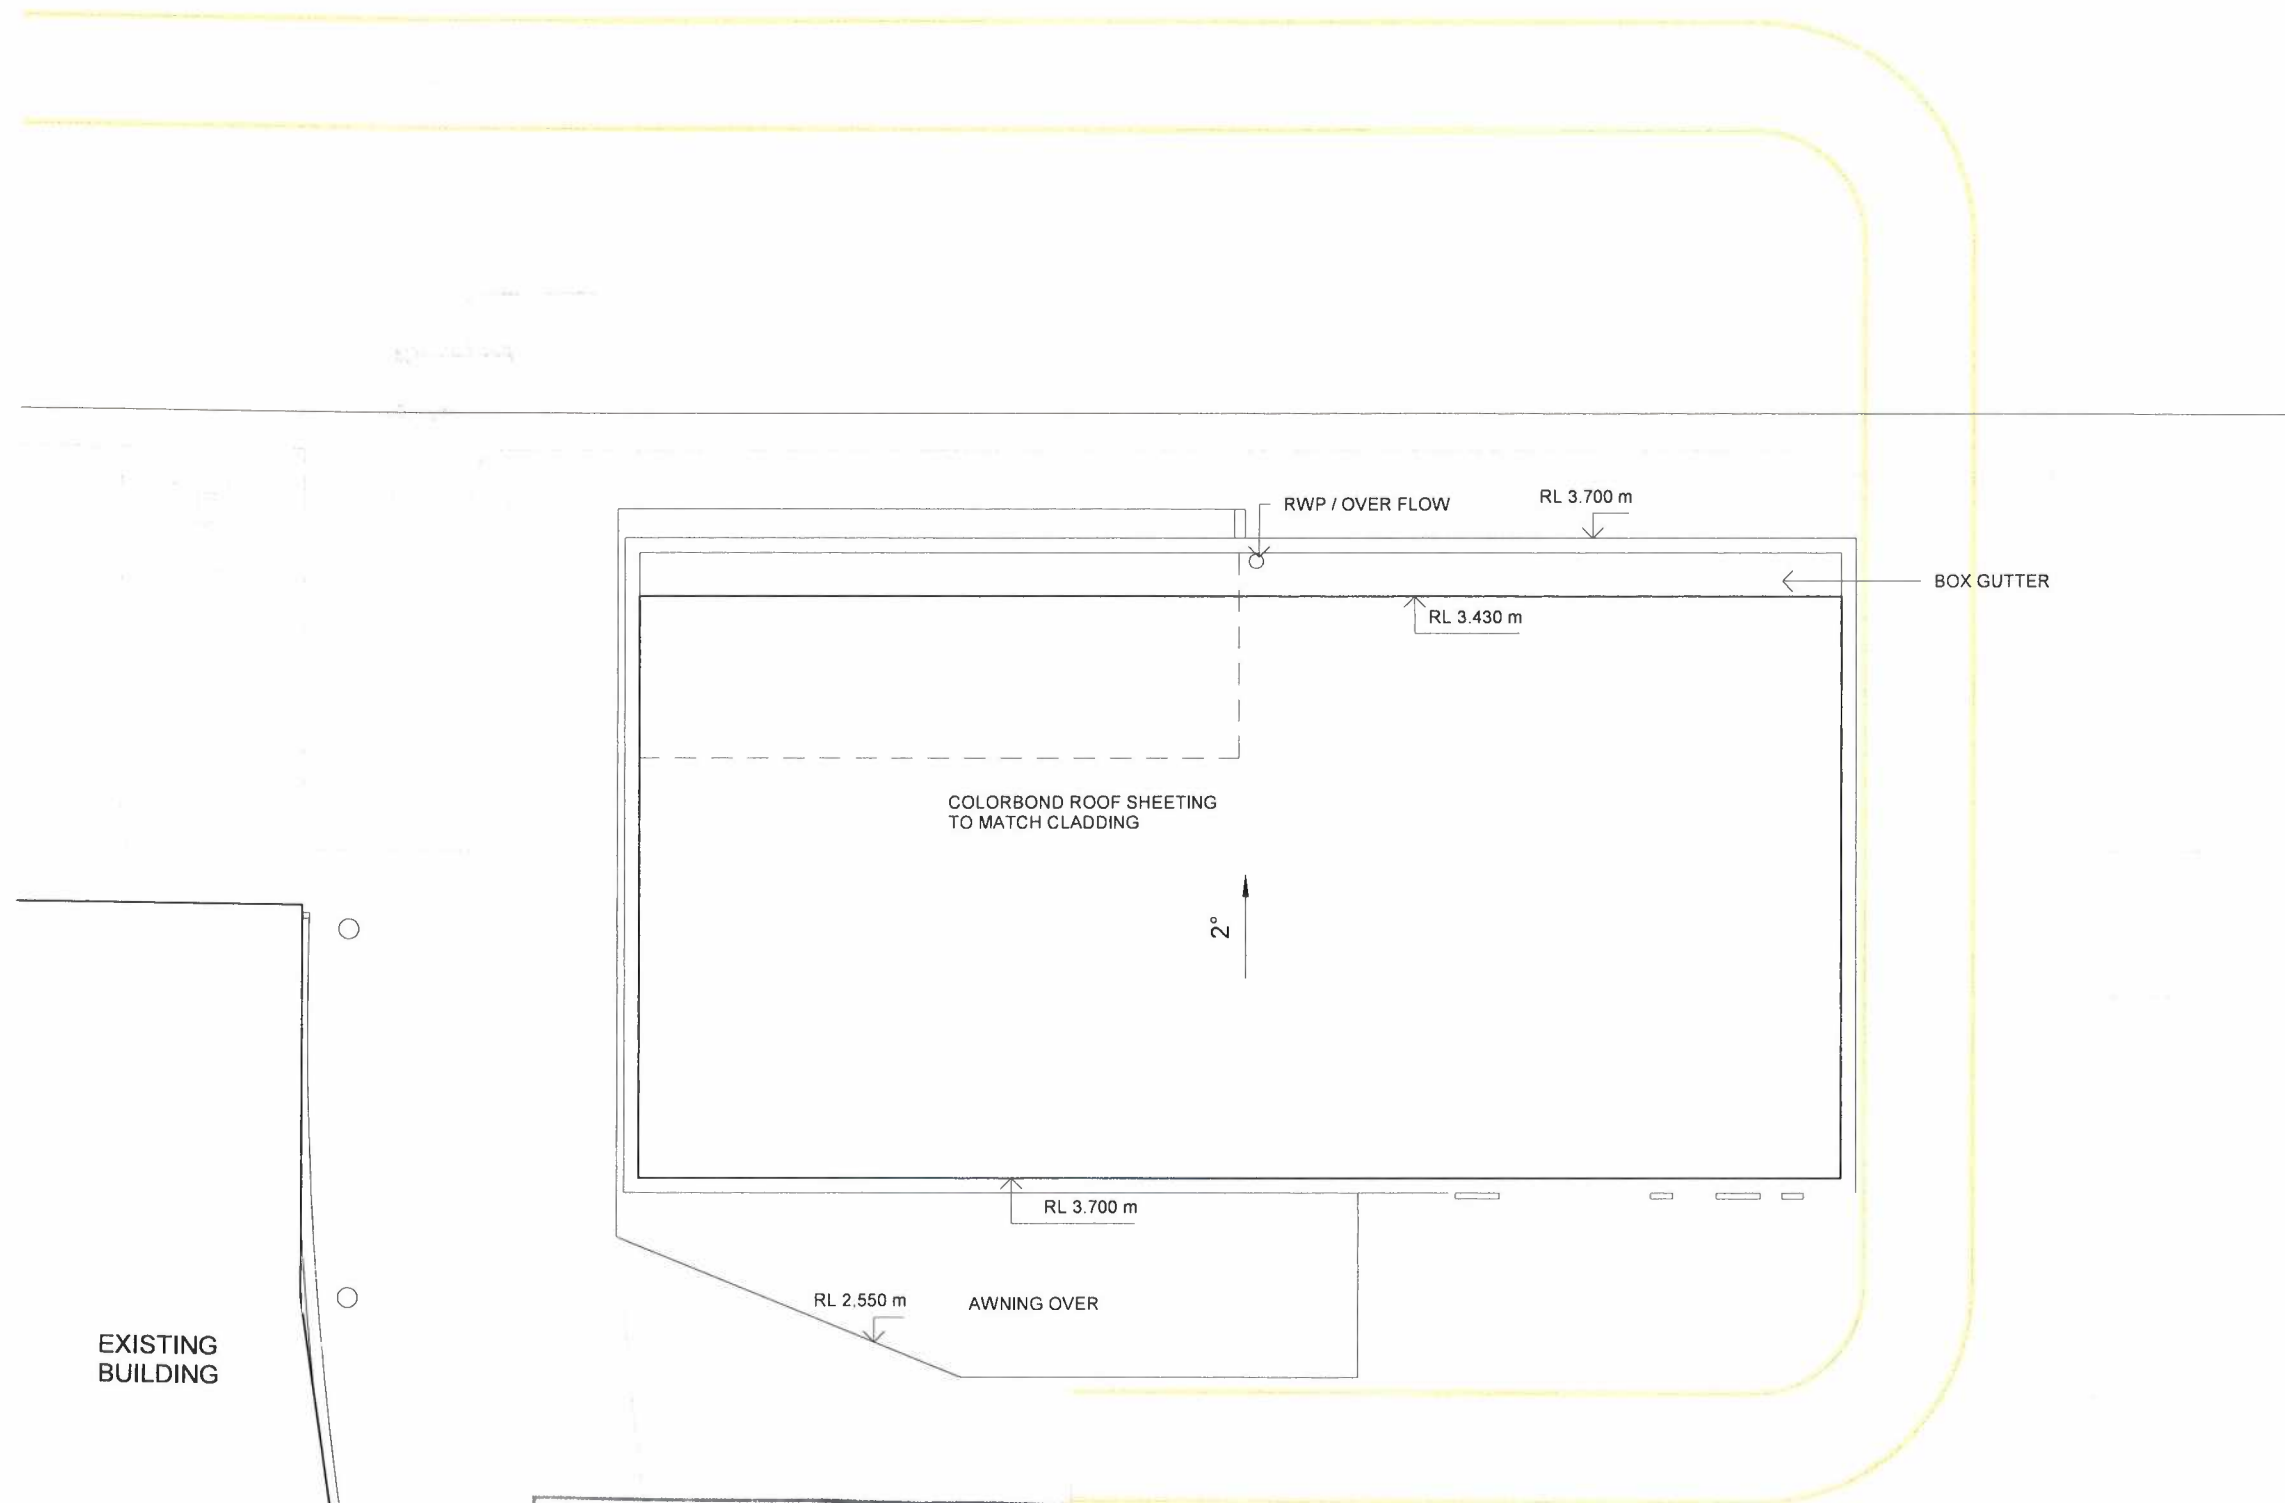 RL 3.700 m
RWP / OVER FLOW
BOX GUTTER
RL 3.430 m
COLORBOND ROOF SHEETING
TO MATCH CLADDING
2°
RL 3.700 m
RL 2,550 m
AWNING OVER
EXISTING
BUILDING